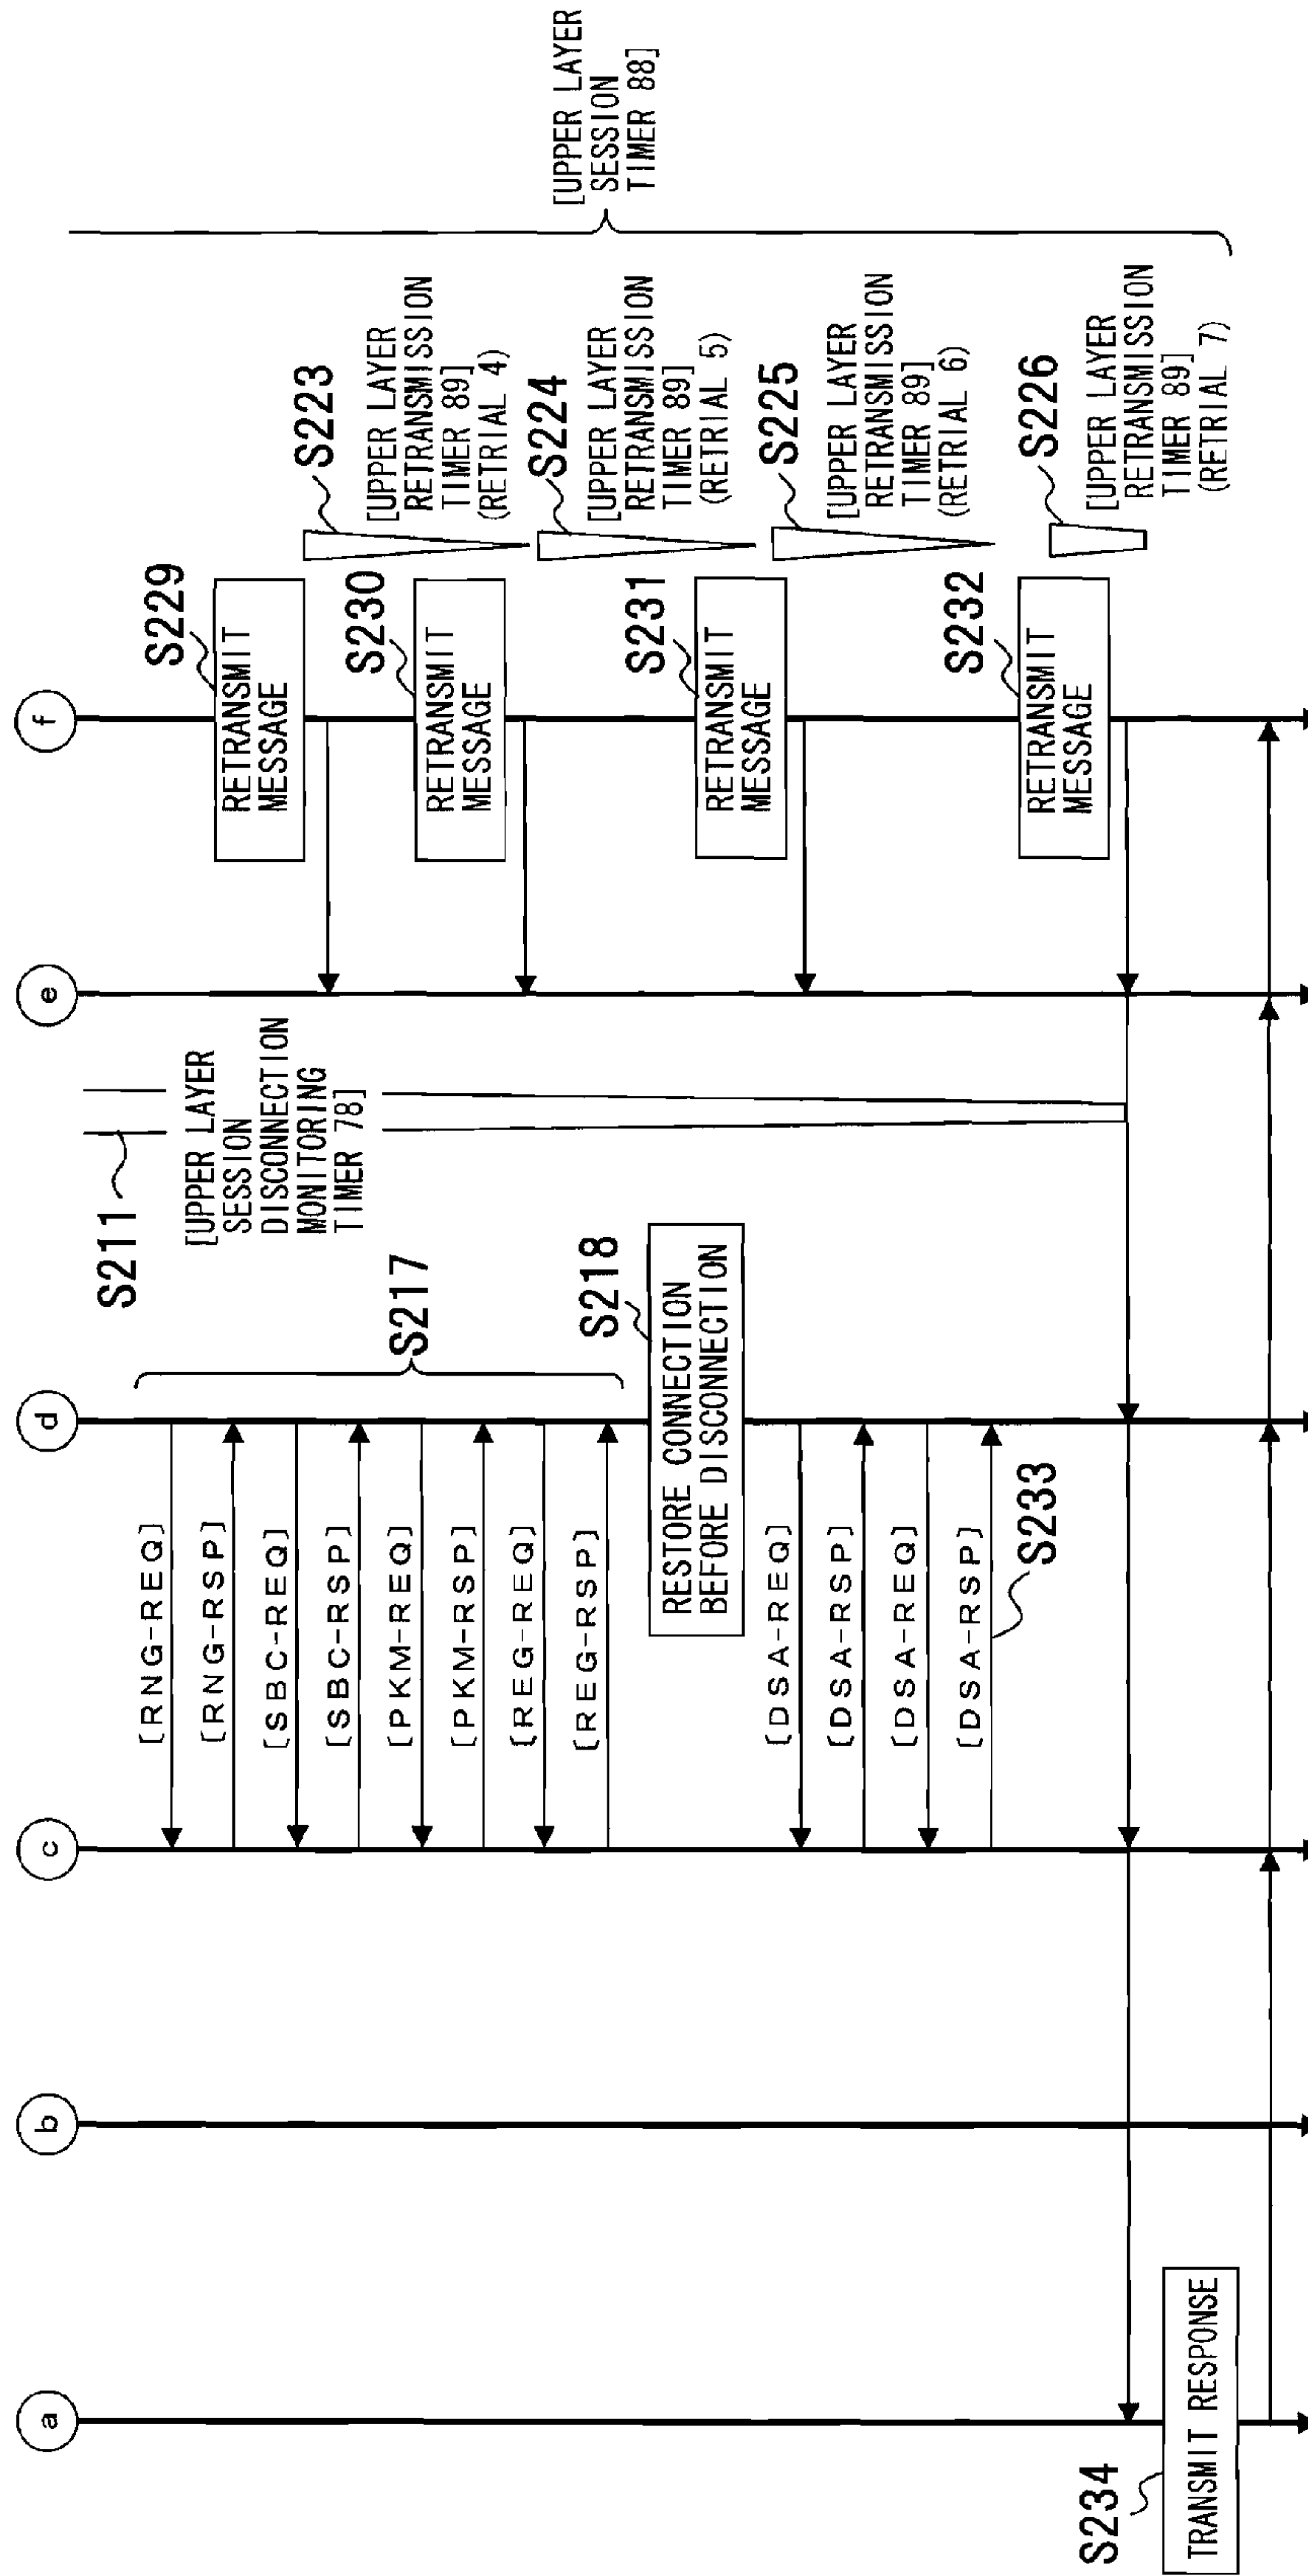 a
b
c
d
e
f
S211
[UPPER LAYER
SESSION
DISCONNECTION
MONITORING
TIMER 78]
[RNG-REQ]
[RNG-RSP]
[SBC-REQ]
[SBC-RSP]
[PKM-REQ]
[PKM-RSP]
[REG-REQ]
[REG-RSP]
S217
S218
RESTORE CONNECTION
BEFORE DISCONNECTION
[DSA-REQ]
[DSA-RSP]
[DSA-REQ]
[DSA-RSP]
S233
S229
RETRANSMIT
MESSAGE
S230
RETRANSMIT
MESSAGE
S231
RETRANSMIT
MESSAGE
S232
RETRANSMIT
MESSAGE
S223
[UPPER LAYER
RETRANSMISSION
TIMER 89]
(RETRIAL 4)
S224
[UPPER LAYER
RETRANSMISSION
TIMER 89]
(RETRIAL 5)
S225
[UPPER LAYER
RETRANSMISSION
TIMER 89]
(RETRIAL 6)
S226
[UPPER LAYER
RETRANSMISSION
TIMER 89]
(RETRIAL 7)
[UPPER LAYER
SESSION
TIMER 88]
S234
TRANSMIT RESPONSE